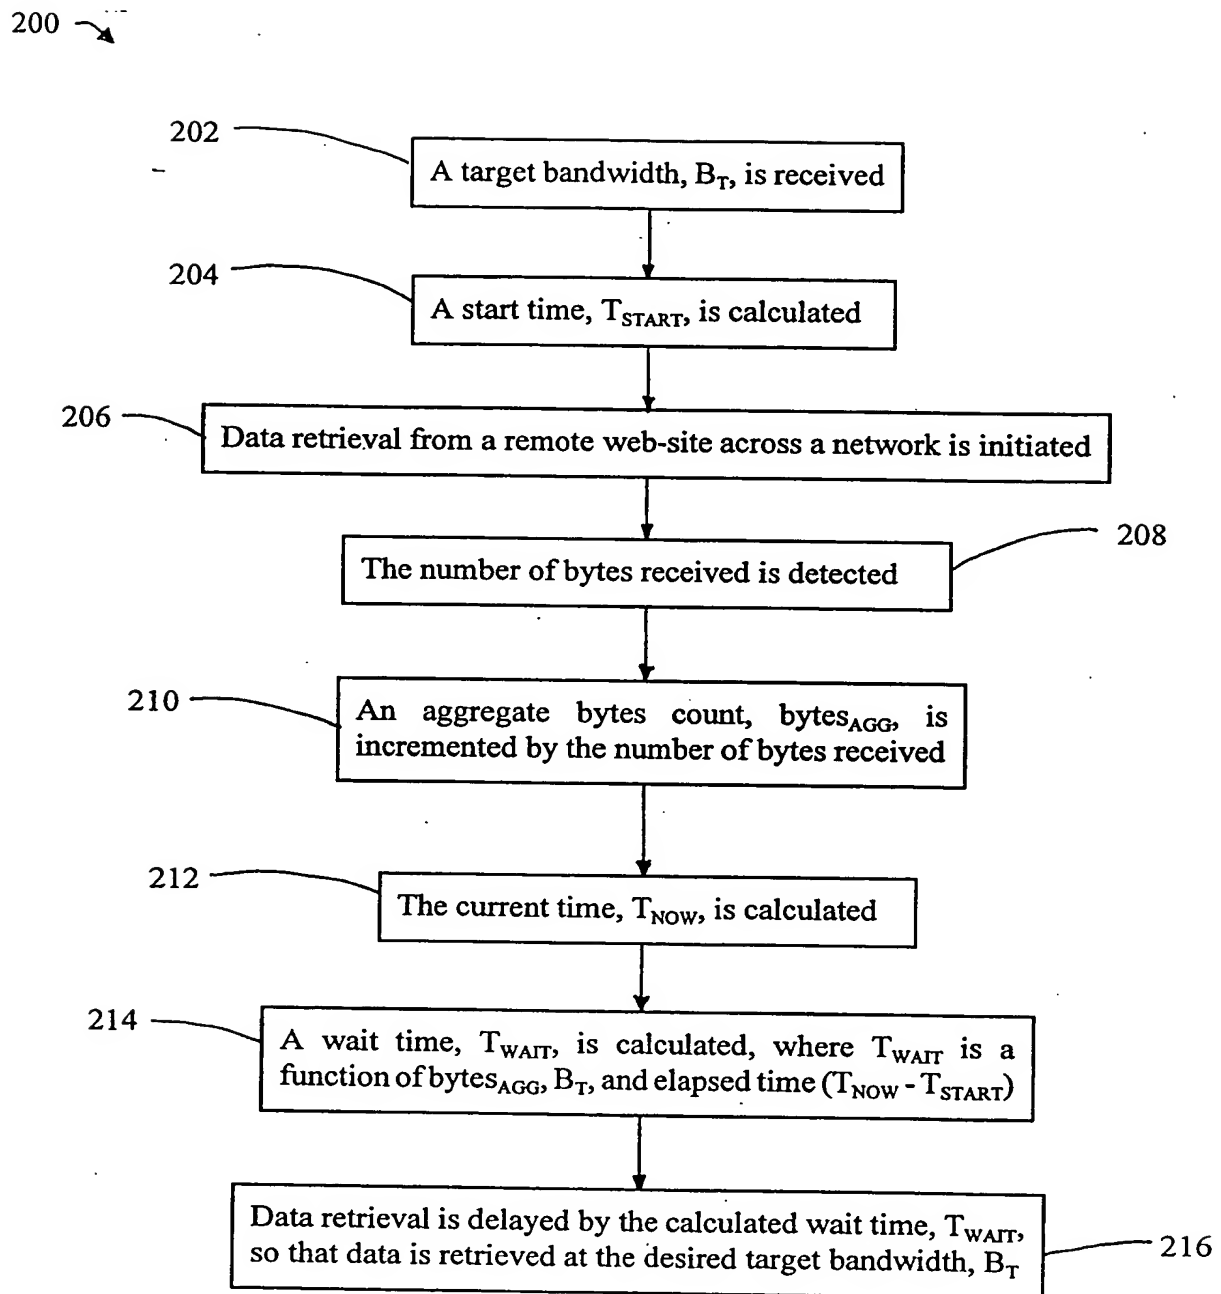 200
202
A target bandwidth, B_T, is received
204
A start time, T_START, is calculated
206
Data retrieval from a remote web-site across a network is initiated
208
The number of bytes received is detected
210
An aggregate bytes count, bytes_AGG, is
incremented by the number of bytes received
212
The current time, T_NOW, is calculated
214
A wait time, T_WAIT, is calculated, where T_WAIT is a
function of bytes_AGG, B_T, and elapsed time (T_NOW - T_START)
Data retrieval is delayed by the calculated wait time, T_WAIT,
so that data is retrieved at the desired target bandwidth, B_T
216